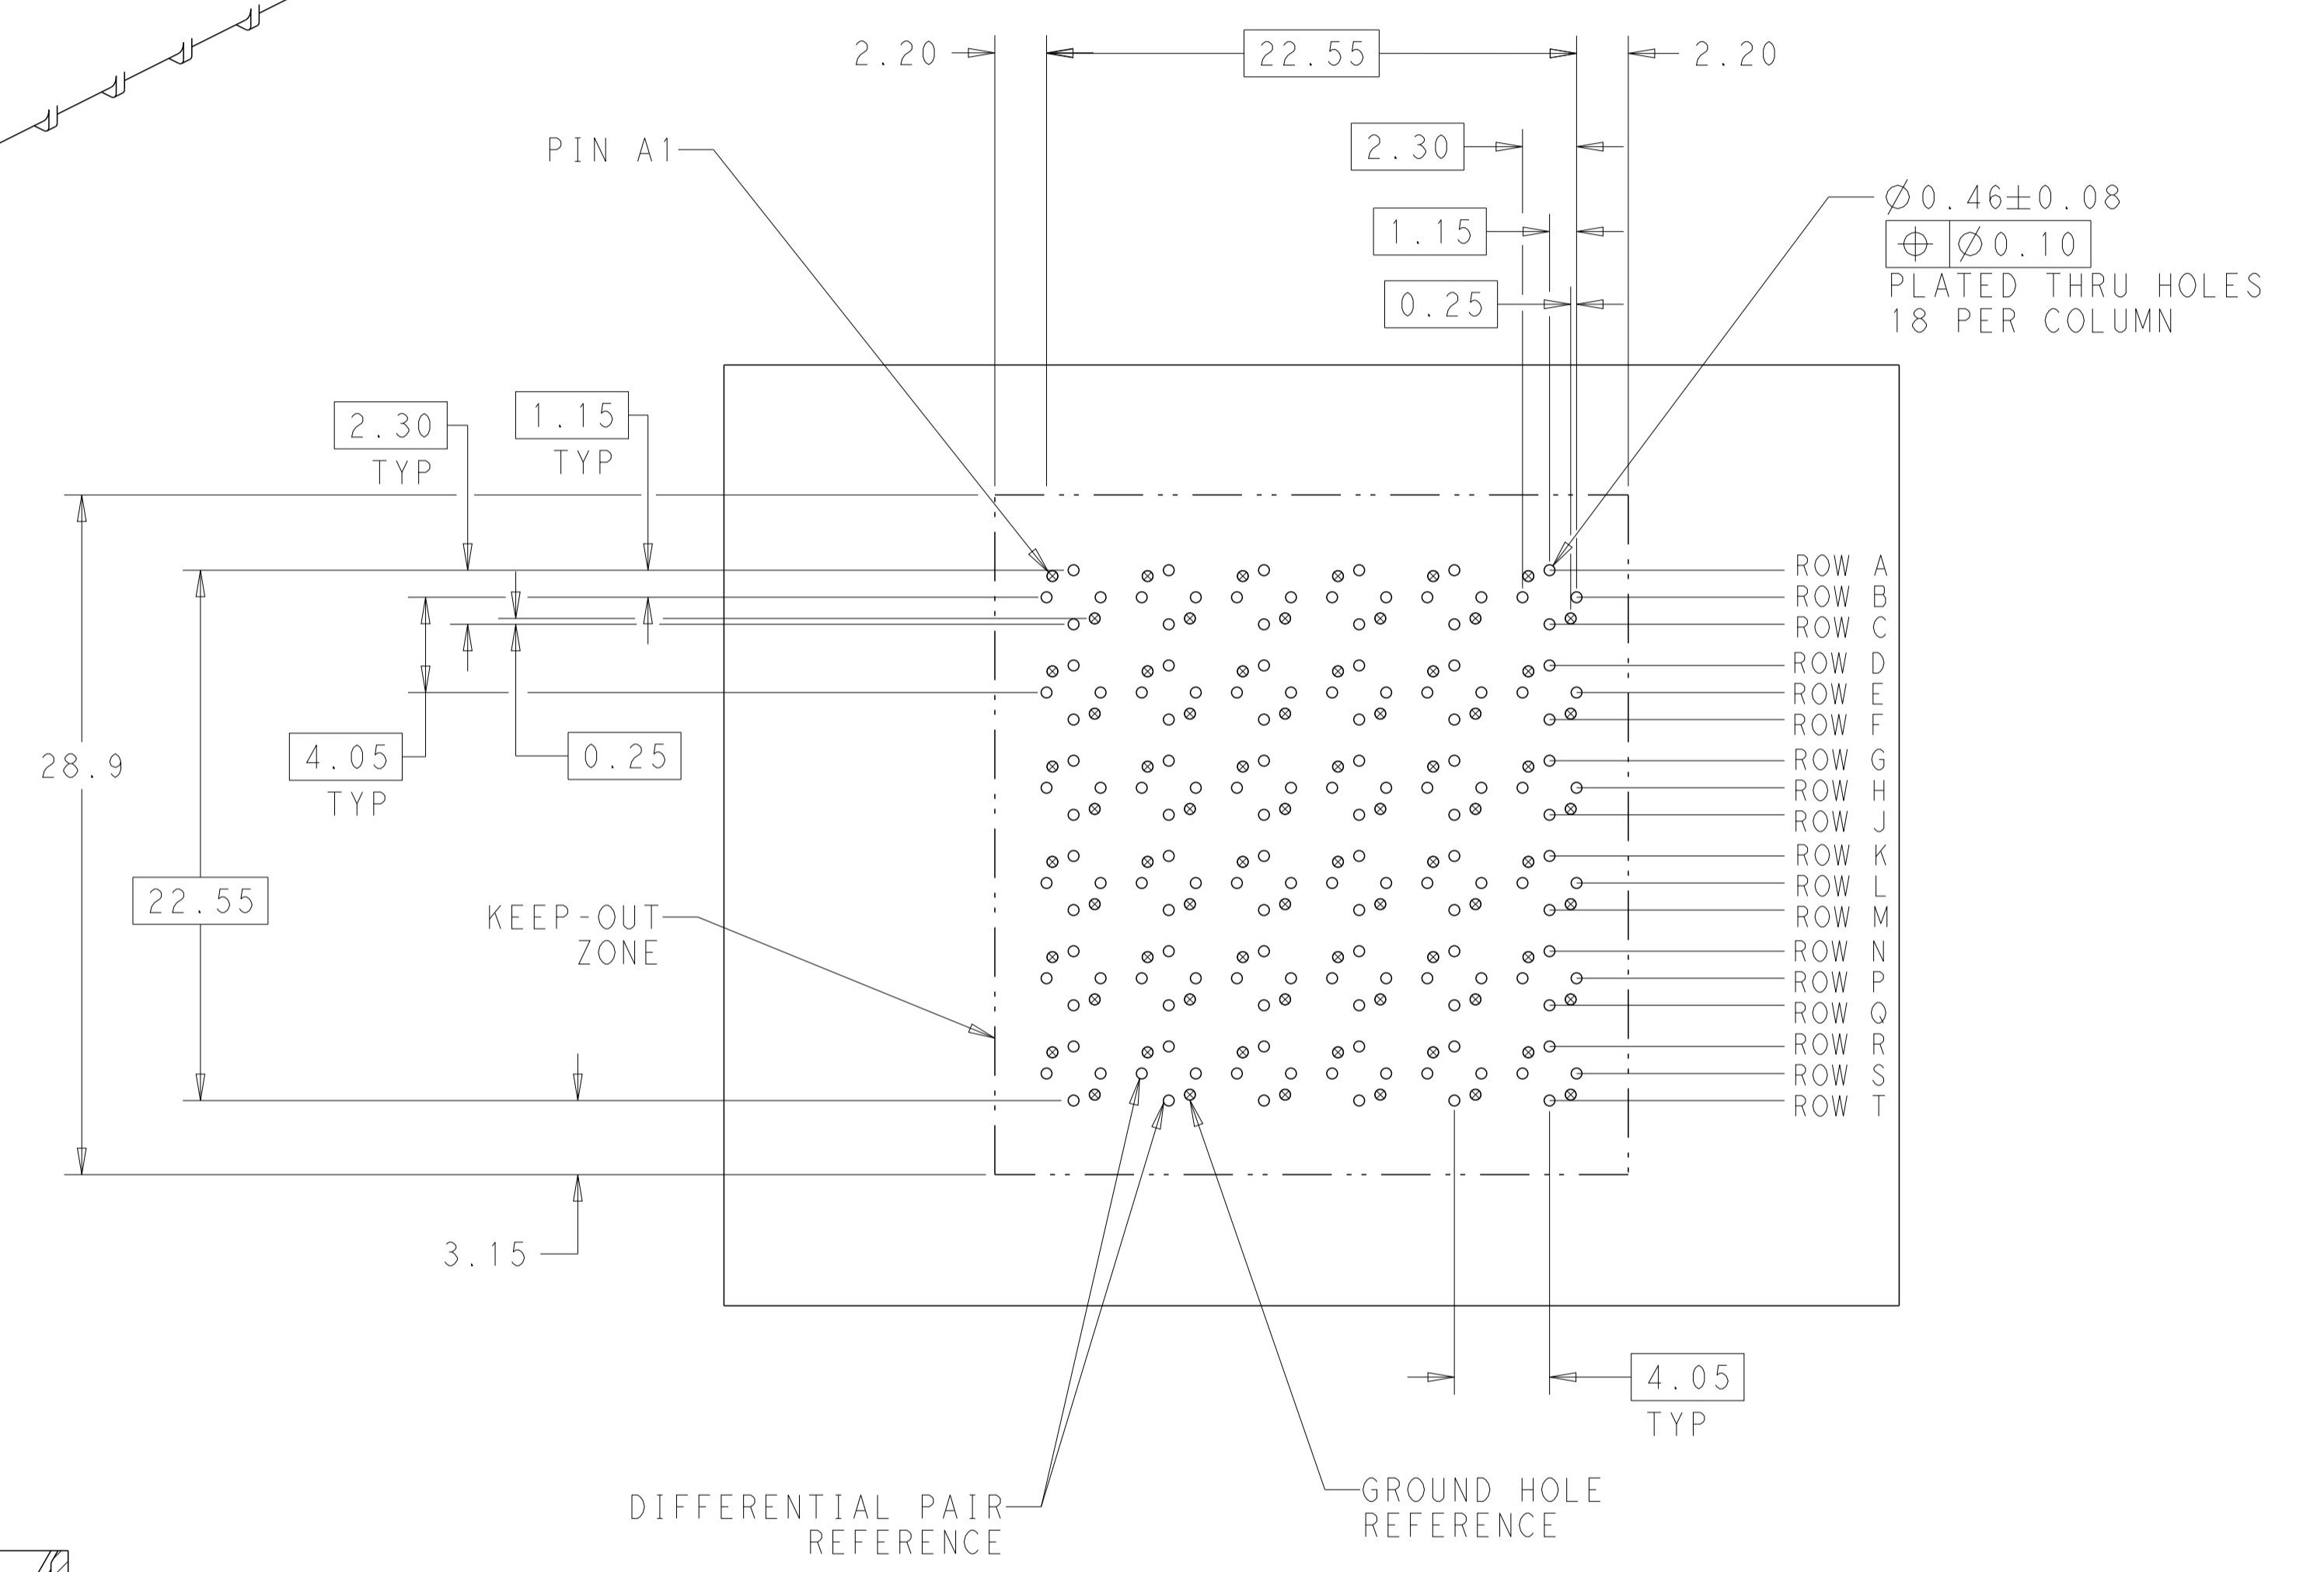 2.20
22.55
2.20
PIN A1
2.30
1.15
0.25
Ø0.46±0.08
⌖ Ø0.10
PLATED THRU HOLES
18 PER COLUMN
2.30
TYP
1.15
TYP
ROW A
ROW B
ROW C
ROW D
ROW E
ROW F
ROW G
ROW H
ROW J
ROW K
ROW L
ROW M
ROW N
ROW P
ROW Q
ROW R
ROW S
ROW T
28.9
4.05
TYP
0.25
22.55
KEEP-OUT
ZONE
3.15
4.05
TYP
DIFFERENTIAL PAIR
REFERENCE
GROUND HOLE
REFERENCE